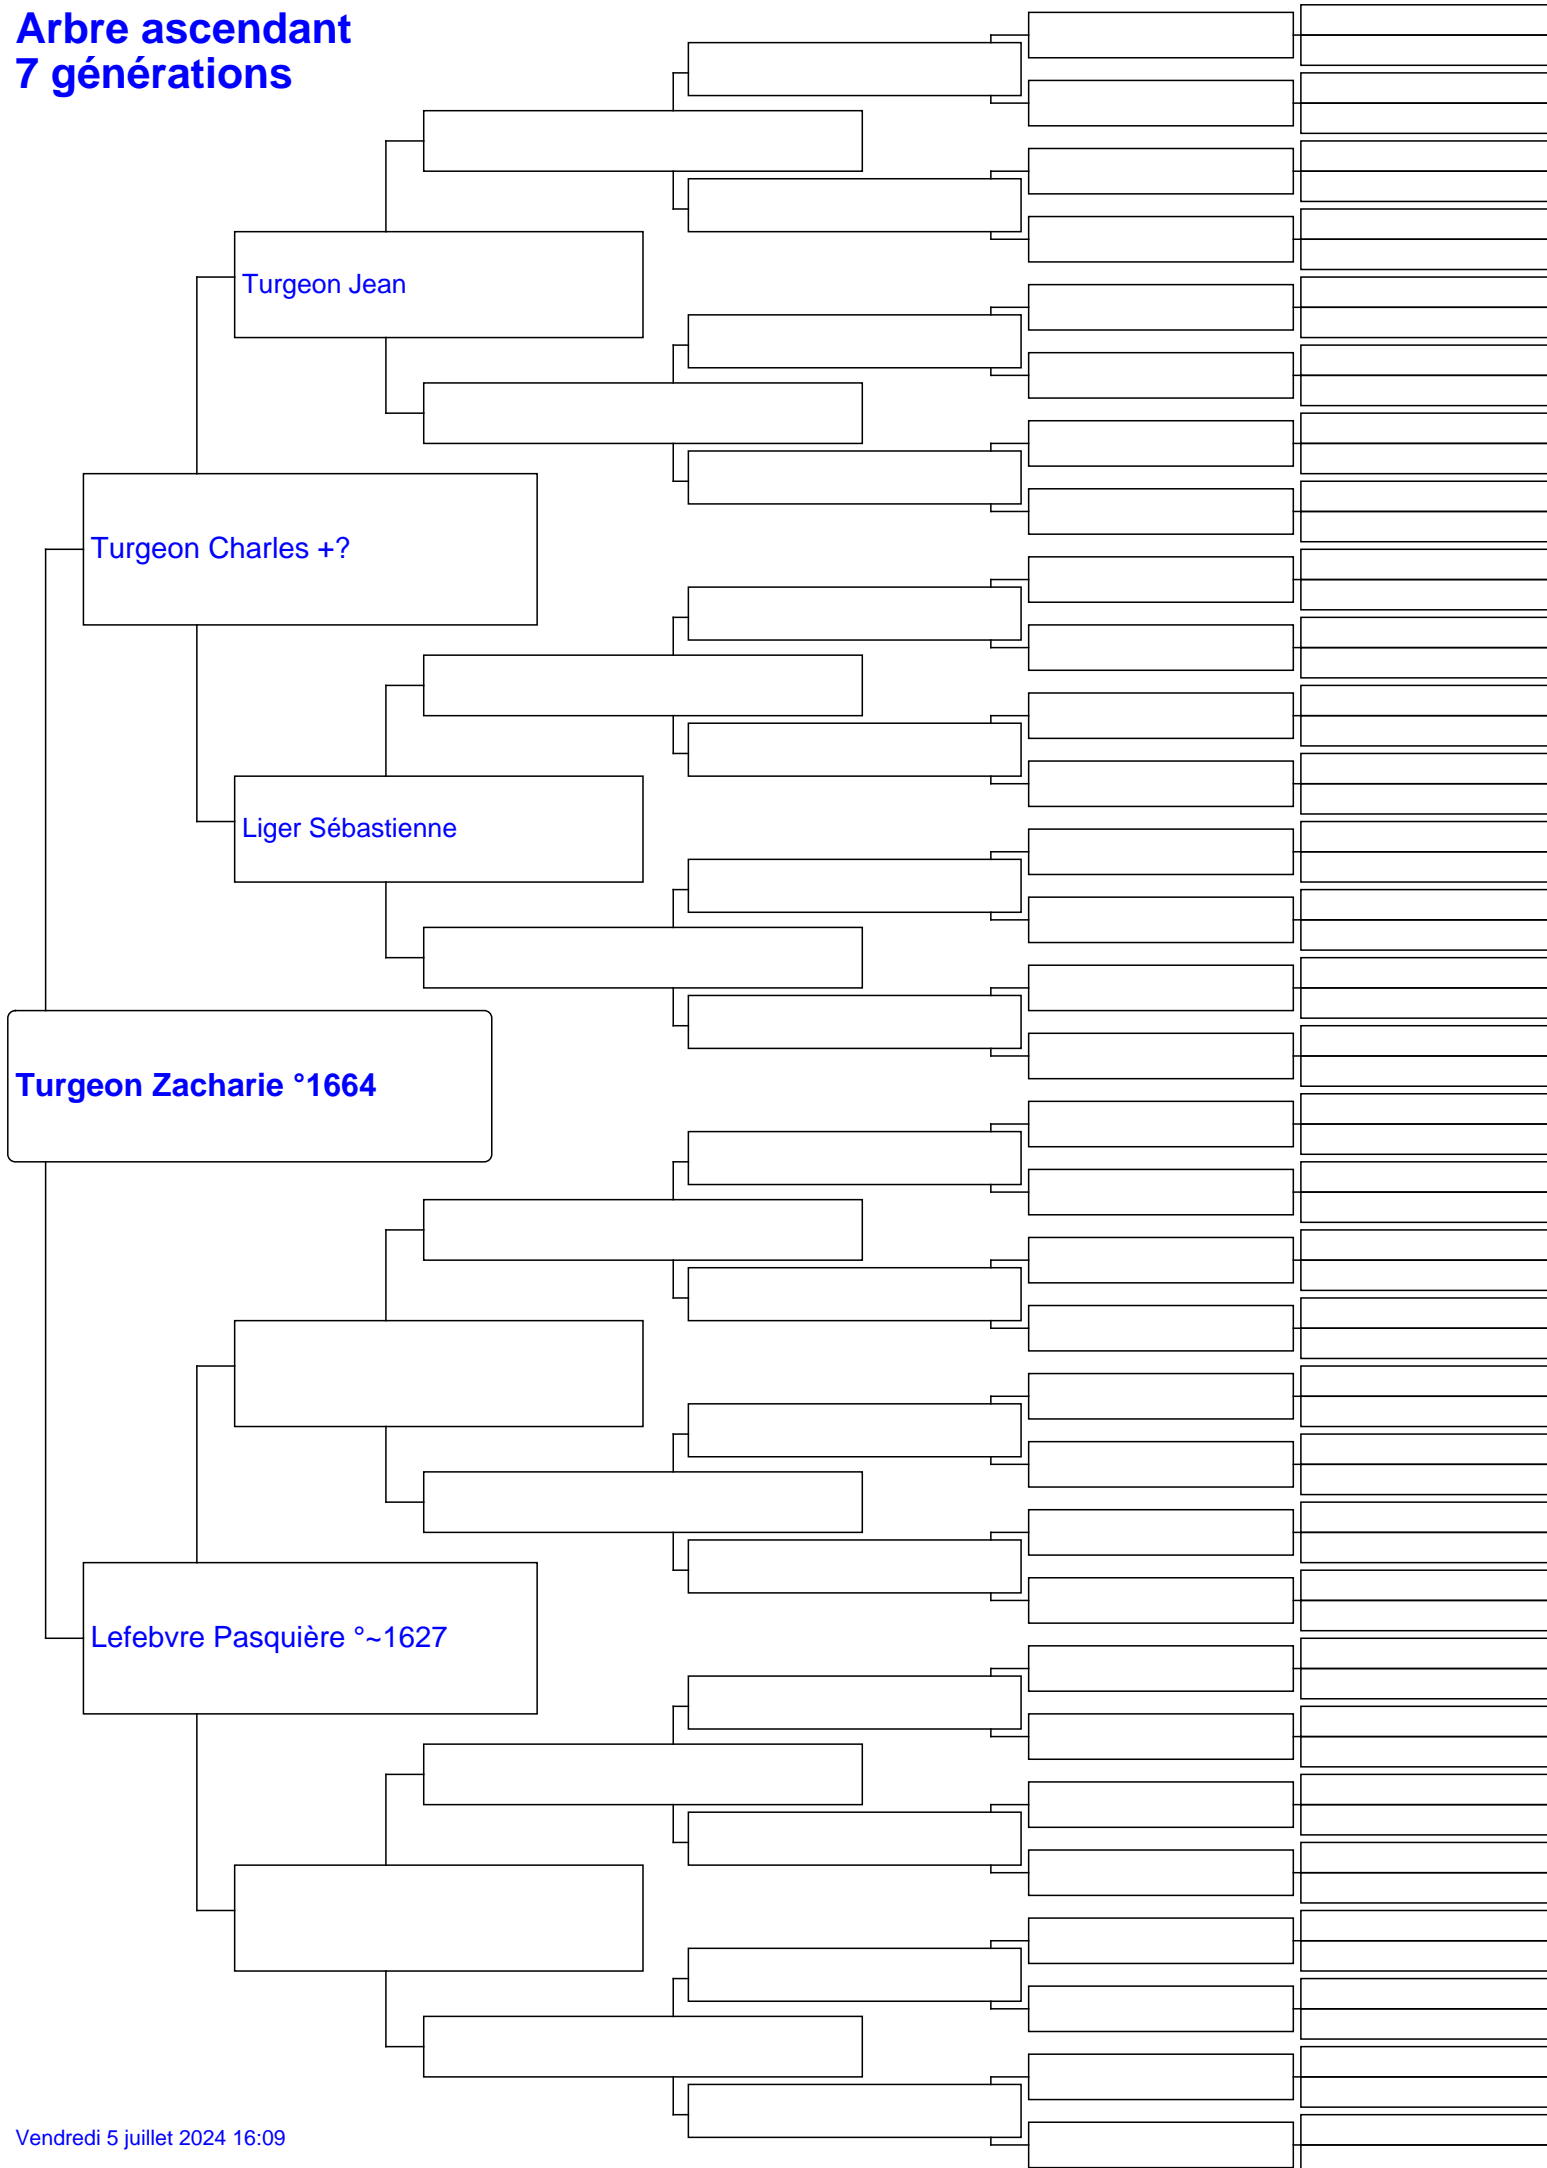 Arbre ascendant
7 générations
Turgeon Jean
Turgeon Charles +?
Liger Sébastienne
Turgeon Zacharie °1664
Lefebvre Pasquière °~1627
Vendredi 5 juillet 2024 16:09